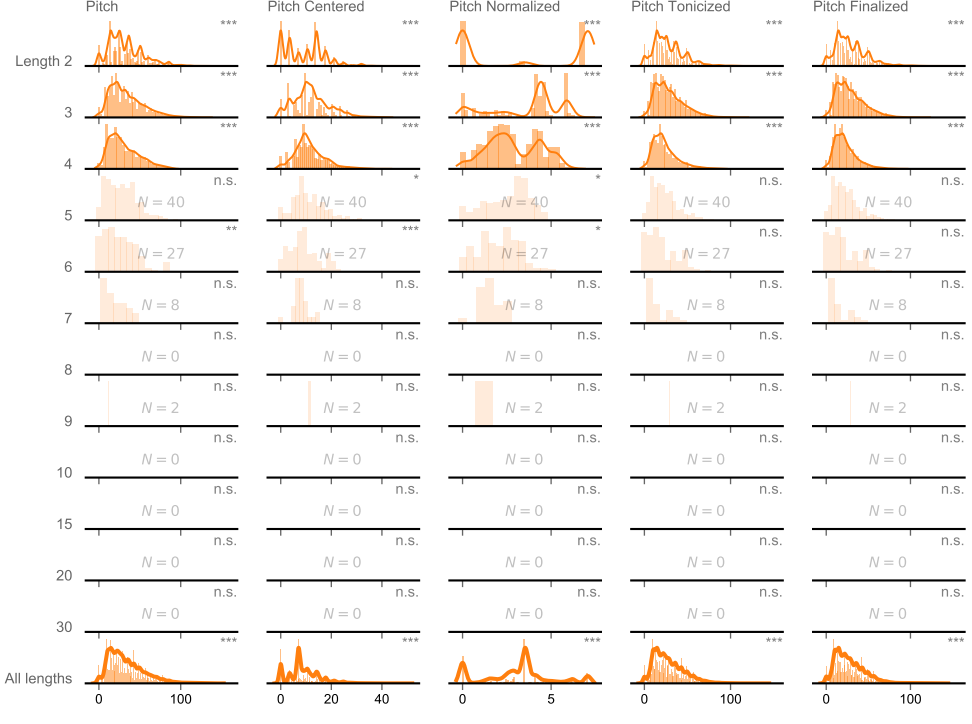 Pitch Pitch Centered Pitch Normalized Pitch Tonicized Pitch Finalized
Length 2 *** *** *** *** ***
3 *** *** *** *** ***
4 *** *** *** *** ***
5 N = 40 n.s. N = 40 * N = 40 * N = 40 n.s. N = 40 n.s.
6 N = 27 ** N = 27 *** N = 27 * N = 27 n.s. N = 27 n.s.
7 N = 8 n.s. N = 8 n.s. N = 8 n.s. N = 8 n.s. N = 8 n.s.
8 N = 0 n.s. N = 0 n.s. N = 0 n.s. N = 0 n.s. N = 0 n.s.
9 N = 2 n.s. N = 2 n.s. N = 2 n.s. N = 2 n.s. N = 2 n.s.
10 N = 0 n.s. N = 0 n.s. N = 0 n.s. N = 0 n.s. N = 0 n.s.
15 N = 0 n.s. N = 0 n.s. N = 0 n.s. N = 0 n.s. N = 0 n.s.
20 N = 0 n.s. N = 0 n.s. N = 0 n.s. N = 0 n.s. N = 0 n.s.
30 N = 0 n.s. N = 0 n.s. N = 0 n.s. N = 0 n.s. N = 0 n.s.
All lengths *** *** *** *** ***
0 100 0 20 40 0 5 0 100 0 100